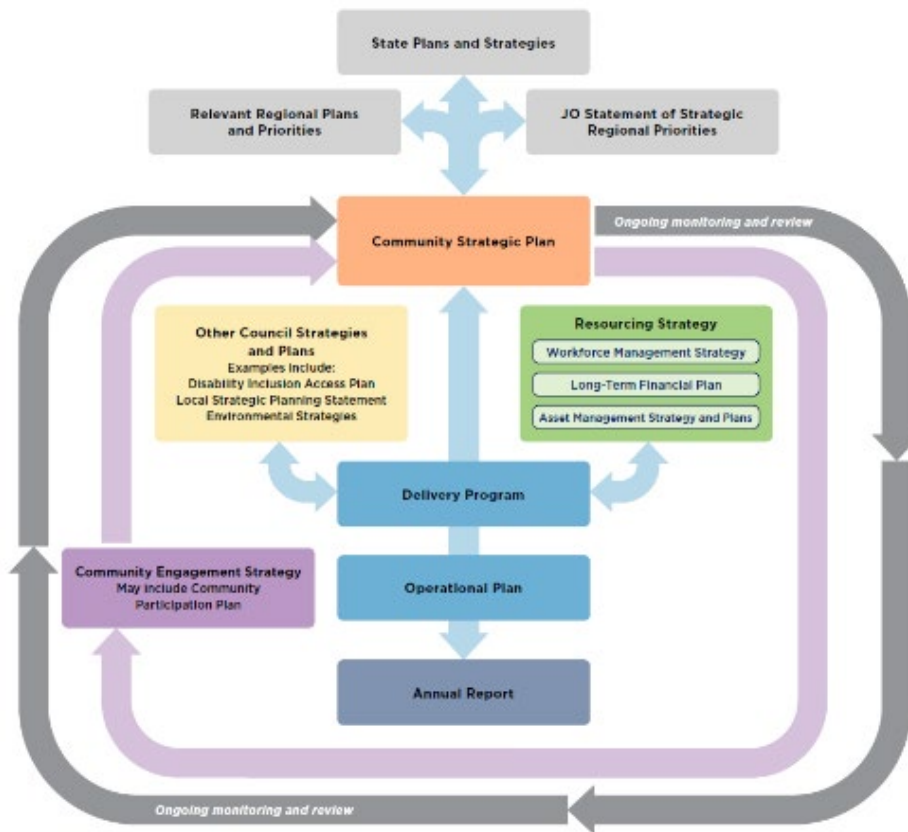 State Plans and Strategies
Relevant Regional Plans
and Priorities
JO Statement of Strategic
Regional Priorities
Community Strategic Plan
Ongoing monitoring and review
Other Council Strategies
and Plans
Examples Include:
Disability Inclusion Access Plan
Local Strategic Planning Statement
Environmental Strategies
Resourcing Strategy
Workforce Management Strategy
Long-Term Financial Plan
Asset Management Strategy and Plans
Delivery Program
Community Engagement Strategy
May include Community
Participation Plan
Operational Plan
Annual Report
Ongoing monitoring and review